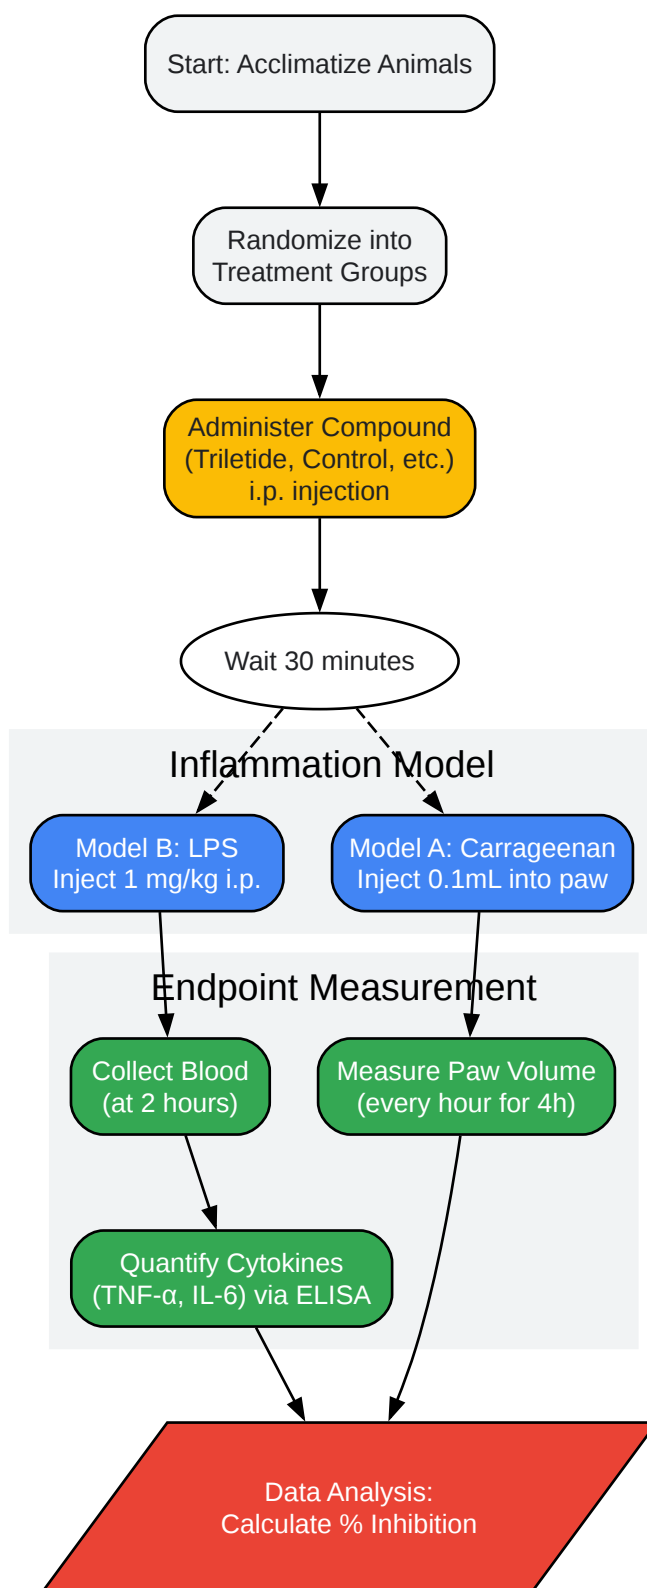 Start: Acclimatize Animals
Randomize into
Treatment Groups
Administer Compound
(Triletide, Control, etc.)
i.p. injection
Wait 30 minutes
Inflammation Model
Model B: LPS
Inject 1 mg/kg i.p.
Model A: Carrageenan
Inject 0.1mL into paw
Endpoint Measurement
Collect Blood
(at 2 hours)
Measure Paw Volume
(every hour for 4h)
Quantify Cytokines
(TNF-α, IL-6) via ELISA
Data Analysis:
Calculate % Inhibition